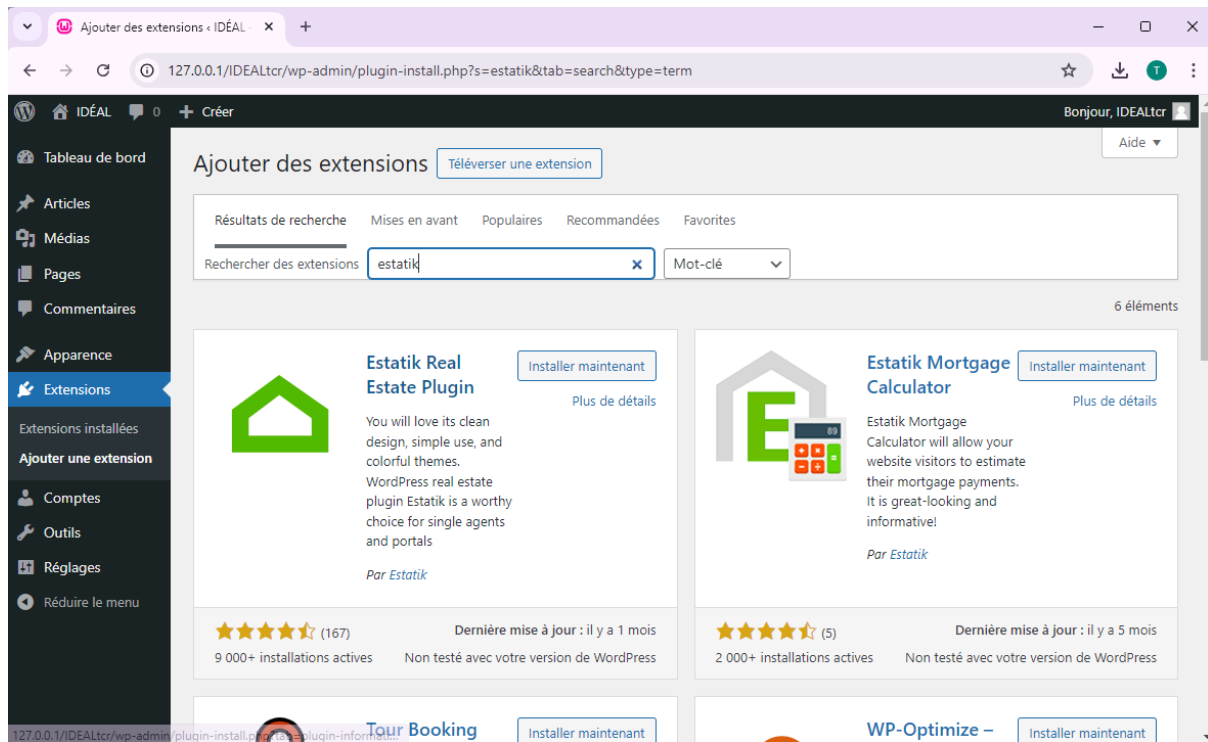 Ajouter des extensions ‹ IDÉAL -
127.0.0.1/IDEALtcr/wp-admin/plugin-install.php?s=estatik&tab=search&type=term
T
IDÉAL 0 Créer
Bonjour, IDEALtcr
Tableau de bord
Articles
Médias
Pages
Commentaires
Apparence
Extensions
Extensions installées
Ajouter une extension
Comptes
Outils
Réglages
Réduire le menu
Aide
Ajouter des extensions
Téléverser une extension
Résultats de recherche Mises en avant Populaires Recommandées Favorites
Rechercher des extensions estatik Mot-clé
6 éléments
Estatik Real
Estate Plugin
Installer maintenant
Plus de détails
You will love its clean
design, simple use, and
colorful themes.
WordPress real estate
plugin Estatik is a worthy
choice for single agents
and portals
Par Estatik
(167)
Dernière mise à jour : il y a 1 mois
9 000+ installations actives
Non testé avec votre version de WordPress
E
89
Estatik Mortgage
Calculator
Installer maintenant
Plus de détails
Estatik Mortgage
Calculator will allow your
website visitors to estimate
their mortgage payments.
It is great-looking and
informative!
Par Estatik
(5)
Dernière mise à jour : il y a 5 mois
2 000+ installations actives
Non testé avec votre version de WordPress
Tour Booking
Installer maintenant
WP-Optimize –
Installer maintenant